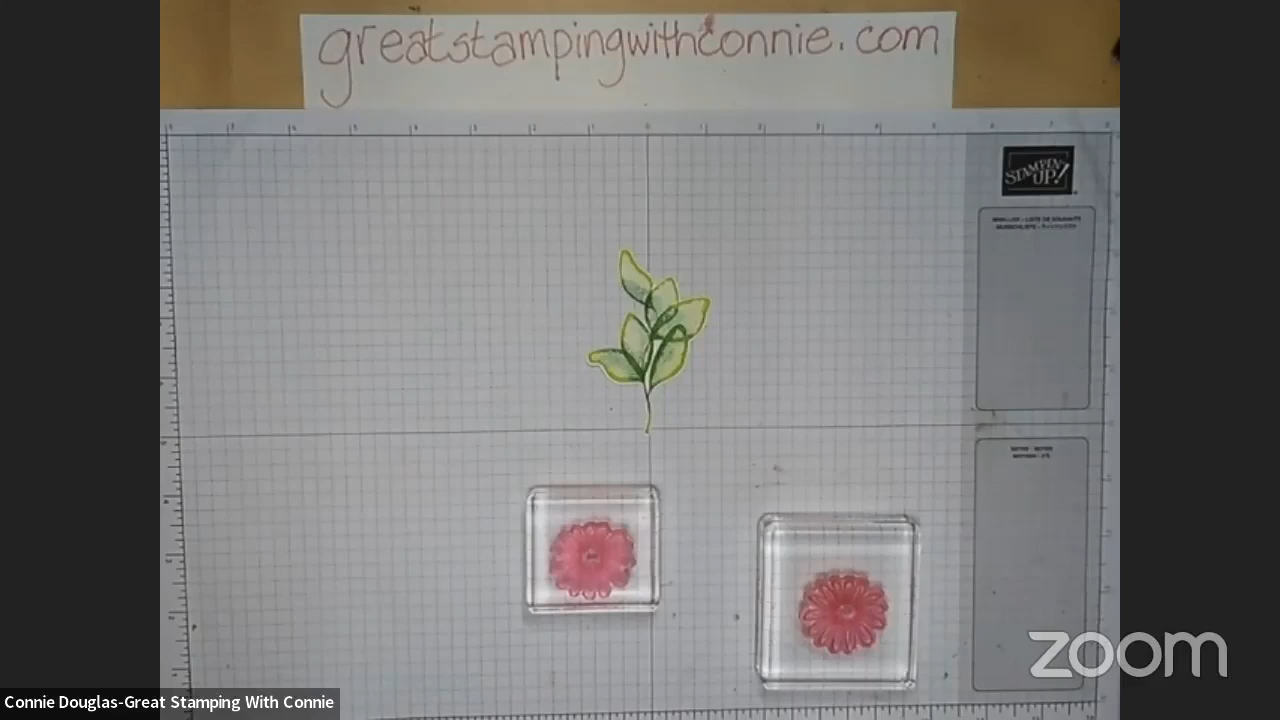 greatstampingwithconnie.com
STAMPIN'
UP!
zoom
Connie Douglas-Great Stamping With Connie